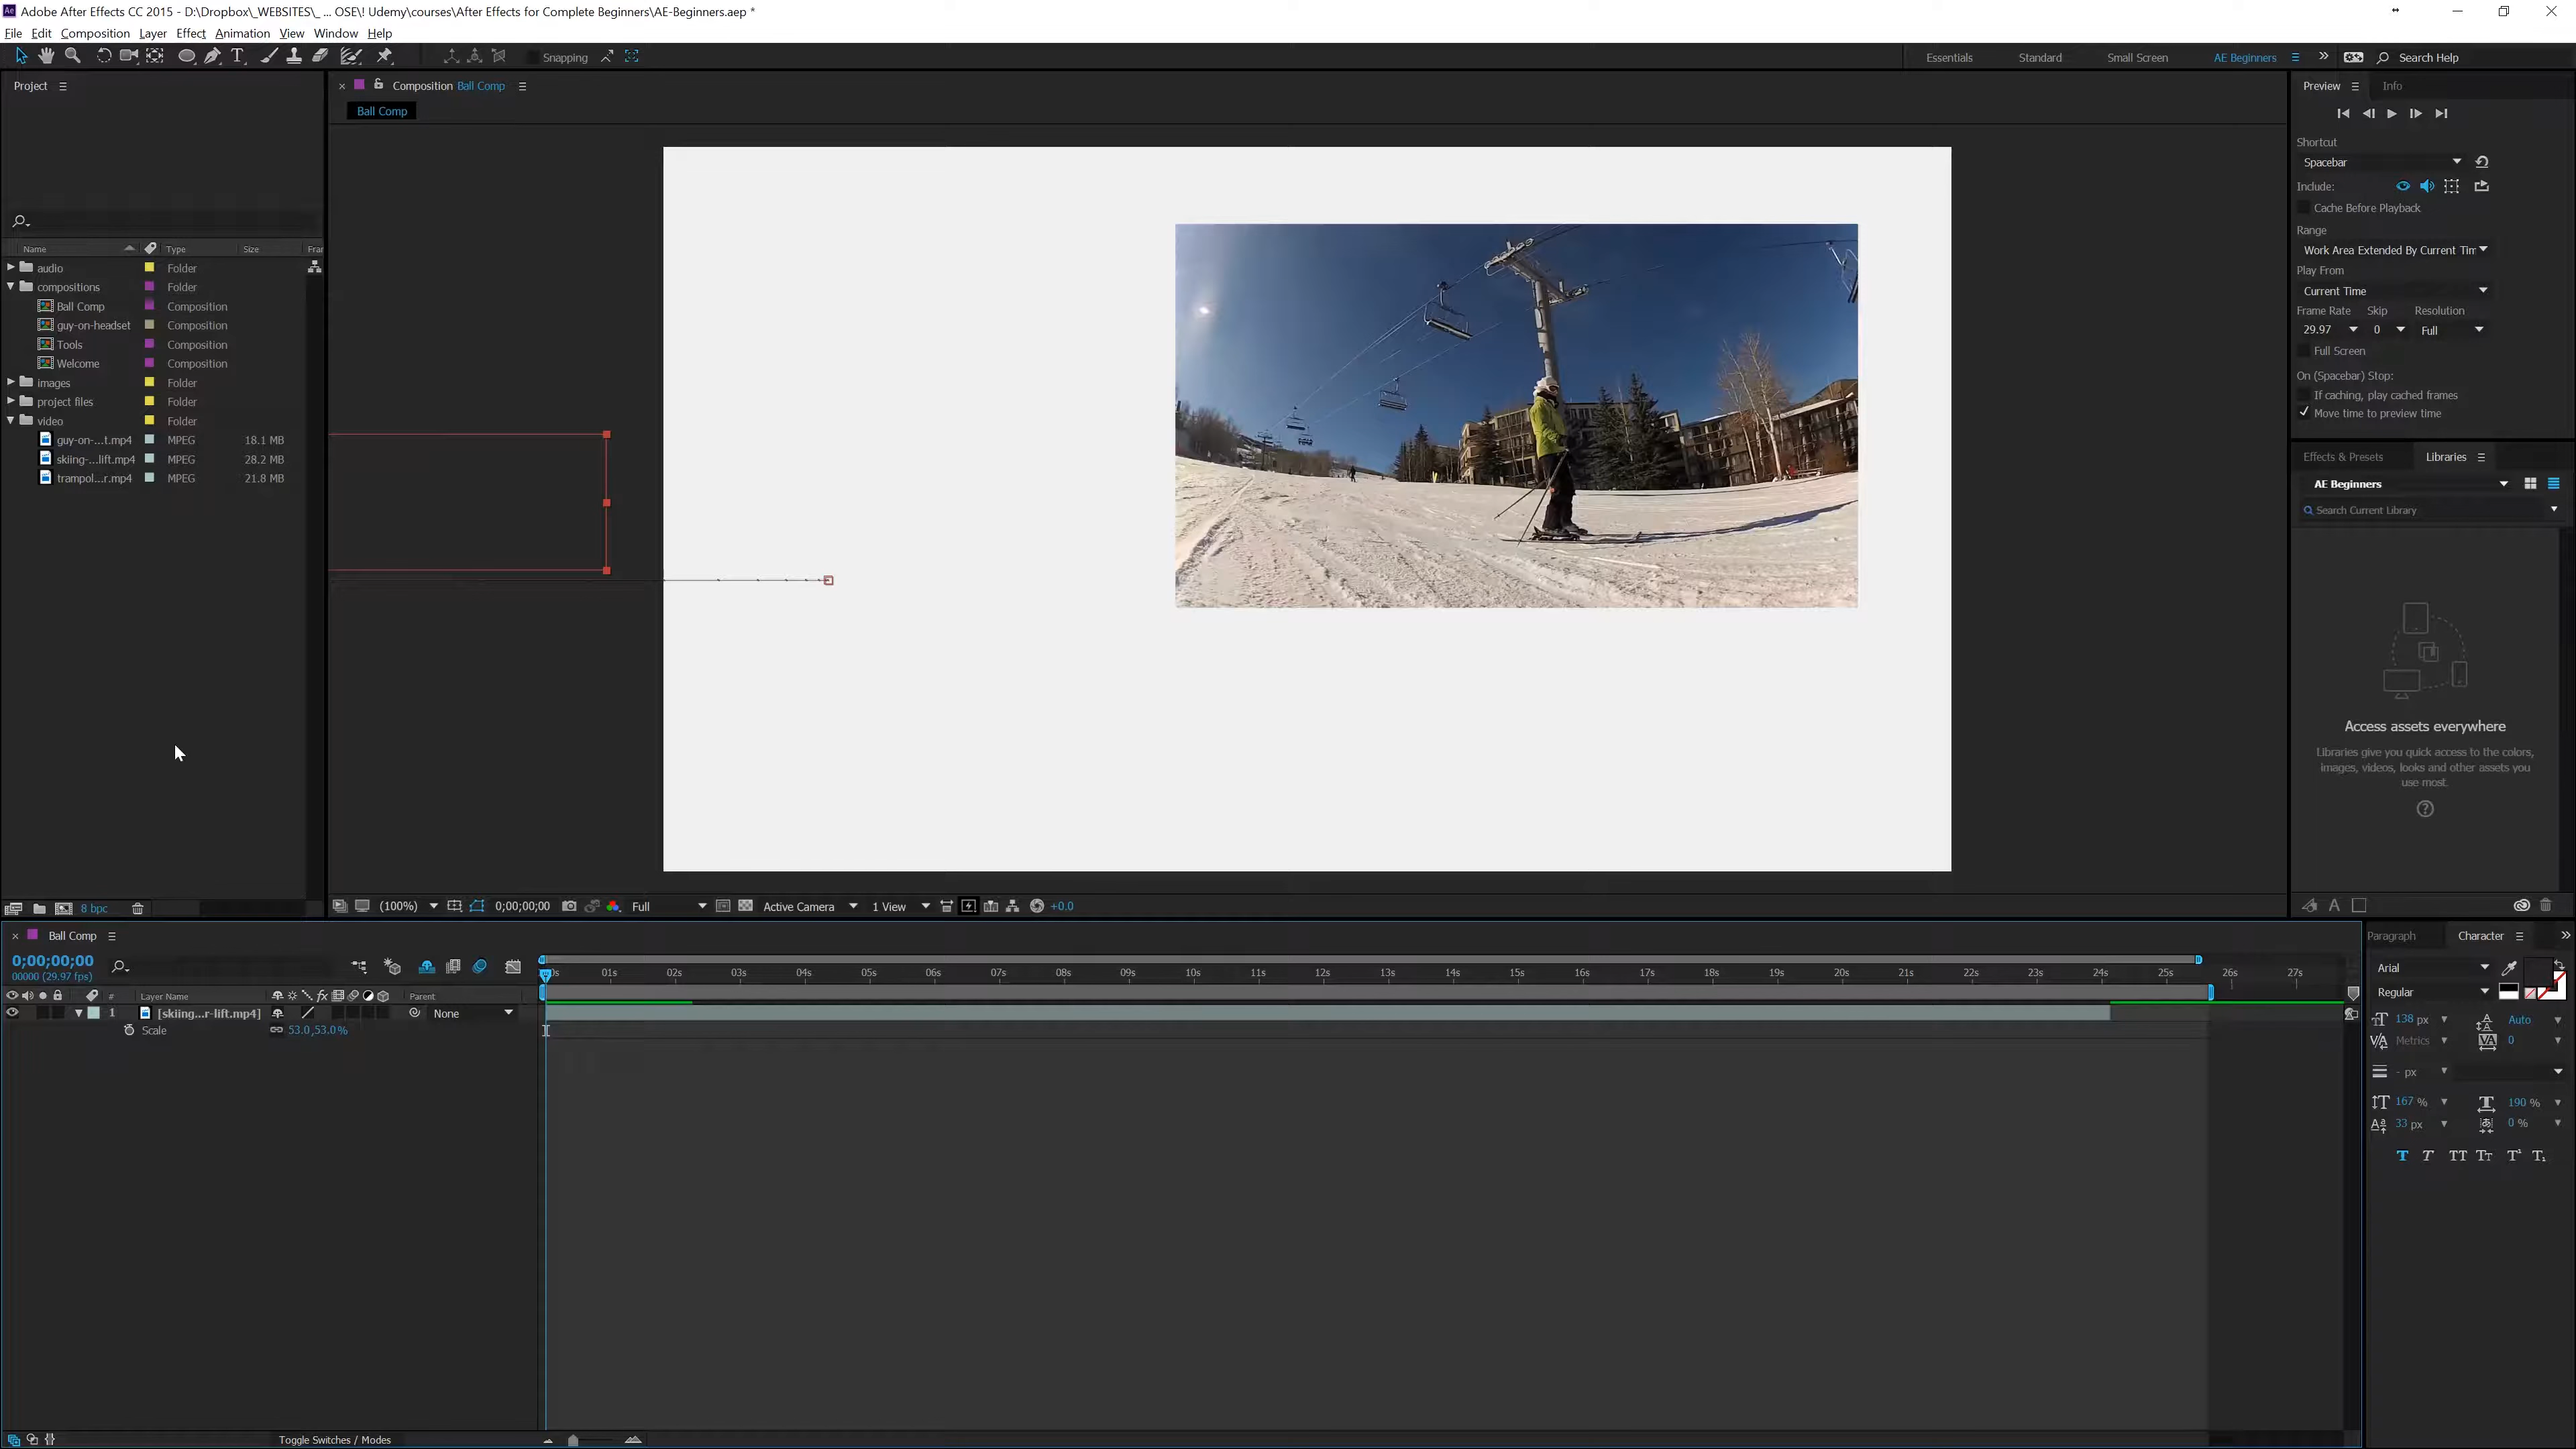 Adobe After Effects CC 2015 - D:\Dropbox\_WEBSITES\_ ... OSE\! Udemy\courses\After Effects for Complete Beginners\AE-Beginners.aep *
File Edit Composition Layer Effect Animation View Window Help
Snapping Essentials Standard Small Screen AE Beginners Search Help
Project
Composition Ball Comp
Ball Comp
Name Type Size Frar
audio Folder
compositions Folder
Ball Comp Composition
guy-on-headset Composition
Tools Composition
Welcome Composition
images Folder
project files Folder
video Folder
guy-on-...t.mp4 MPEG 18.1 MB
skiing-...lift.mp4 MPEG 28.2 MB
trampol...r.mp4 MPEG 21.8 MB
8 bpc
(100%) 0;00;00;00 Full Active Camera 1 View +0.0
Preview Info
Shortcut
Spacebar
Include:
Cache Before Playback
Range
Work Area Extended By Current Tim
Play From
Current Time
Frame Rate Skip Resolution
29.97 0 Full
Full Screen
On (Spacebar) Stop:
If caching, play cached frames
Move time to preview time
Effects & Presets Libraries
AE Beginners
Search Current Library
Access assets everywhere
Libraries give you quick access to the colors,
images, videos, looks and other assets you
use most.
Ball Comp
0;00;00;00
00000 (29.97 fps)
01s 02s 03s 04s 05s 06s 07s 08s 09s 10s 11s 12s 13s 14s 15s 16s 17s 18s 19s 20s 21s 22s 23s 24s 25s 26s 27s
# Layer Name Parent
1 [skiing...r-lift.mp4] None
Scale 53.0,53.0%
Toggle Switches / Modes
Paragraph Character
Arial
Regular
138 px Auto
Metrics 0
- px
167 % 190 %
33 px 0 %